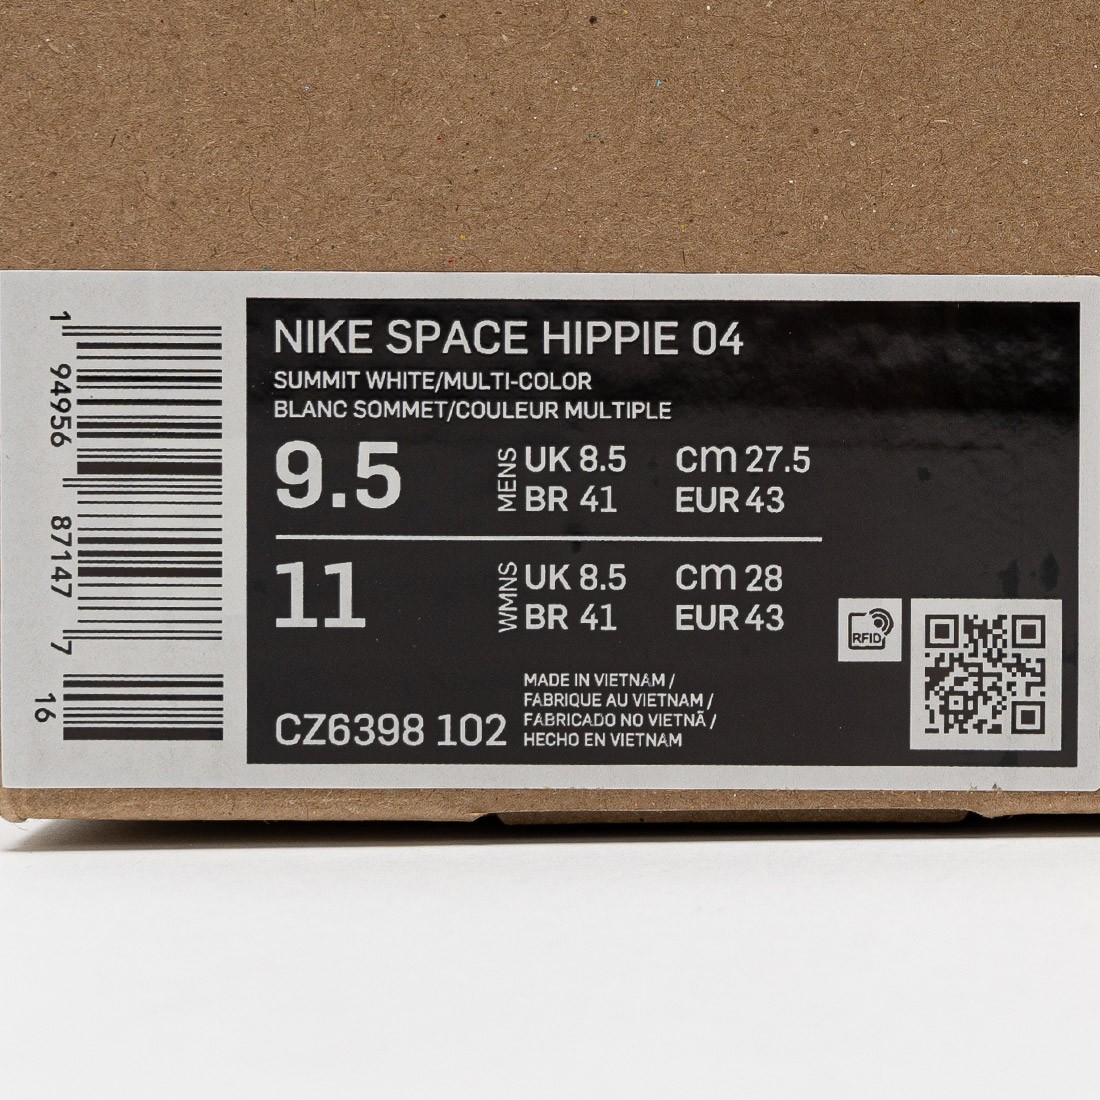 NIKE SPACE HIPPIE 04
SUMMIT WHITE/MULTI-COLOR
BLANC SOMMET/COULEUR MULTIPLE
9.5
MENS
UK 8.5 cm 27.5
BR 41 EUR 43
11
WMNS
UK 8.5 cm 28
BR 41 EUR 43
CZ6398 102
MADE IN VIETNAM /
FABRIQUE AU VIETNAM /
FABRICADO NO VIETNÃ /
HECHO EN VIETNAM
RFID
1 94956 87147 7
16